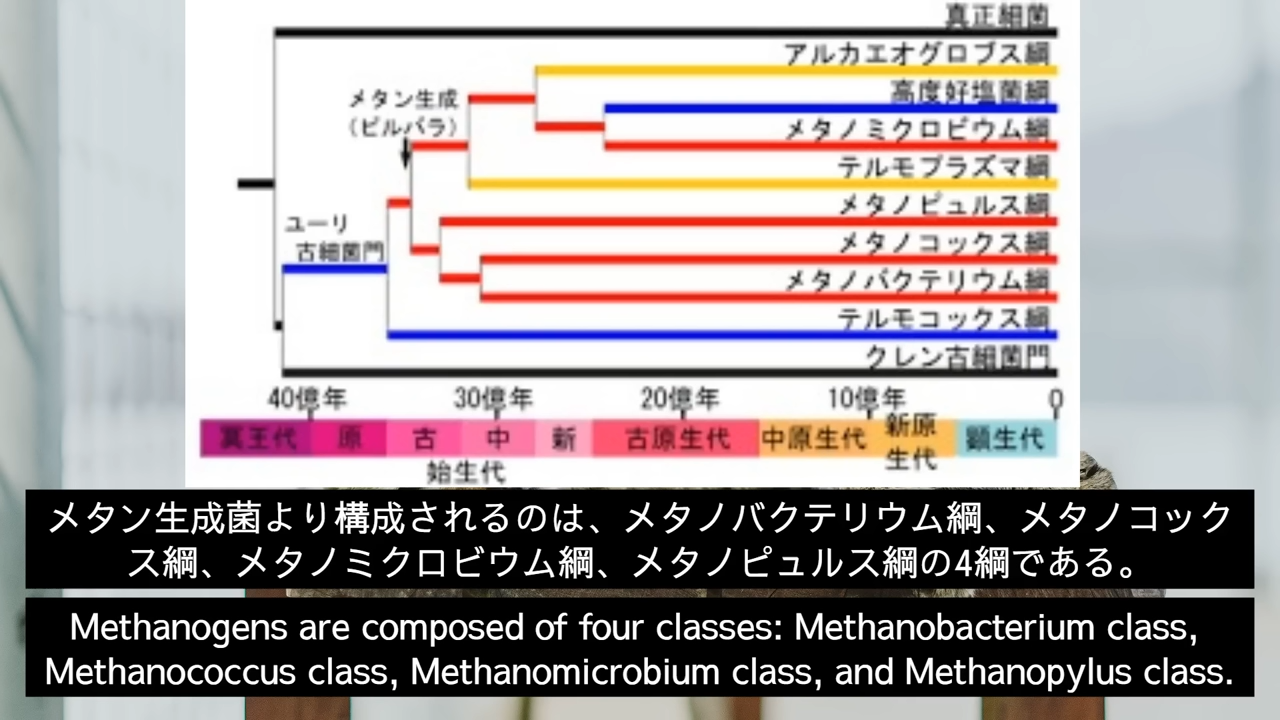 真正細菌
アルカエオグロブス綱
高度好塩菌綱
メタン生成
（ピルバラ）
メタノミクロビウム綱
テルモプラズマ綱
メタノピュルス綱
ユーリ
古細菌門
メタノコックス綱
メタノバクテリウム綱
テルモコックス綱
クレン古細菌門
40億年 30億年 20億年 10億年 0
冥王代 原 古 中 新 古原生代 中原生代 新原 顕生代
生代
始生代
メタン生成菌より構成されるのは、メタノバクテリウム綱、メタノコック
ス綱、メタノミクロビウム綱、メタノピュルス綱の4綱である。
Methanogens are composed of four classes: Methanobacterium class,
Methanococcus class, Methanomicrobium class, and Methanopylus class.